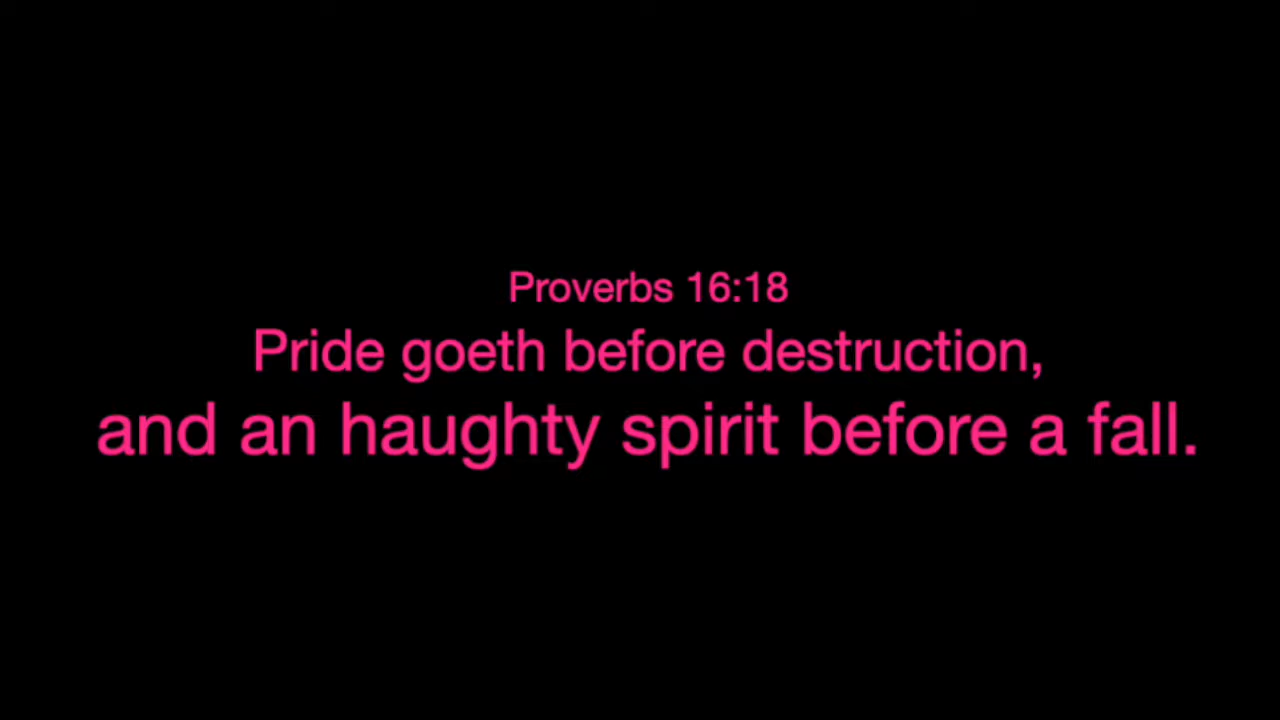 Proverbs 16:18
Pride goeth before destruction,
and an haughty spirit before a fall.